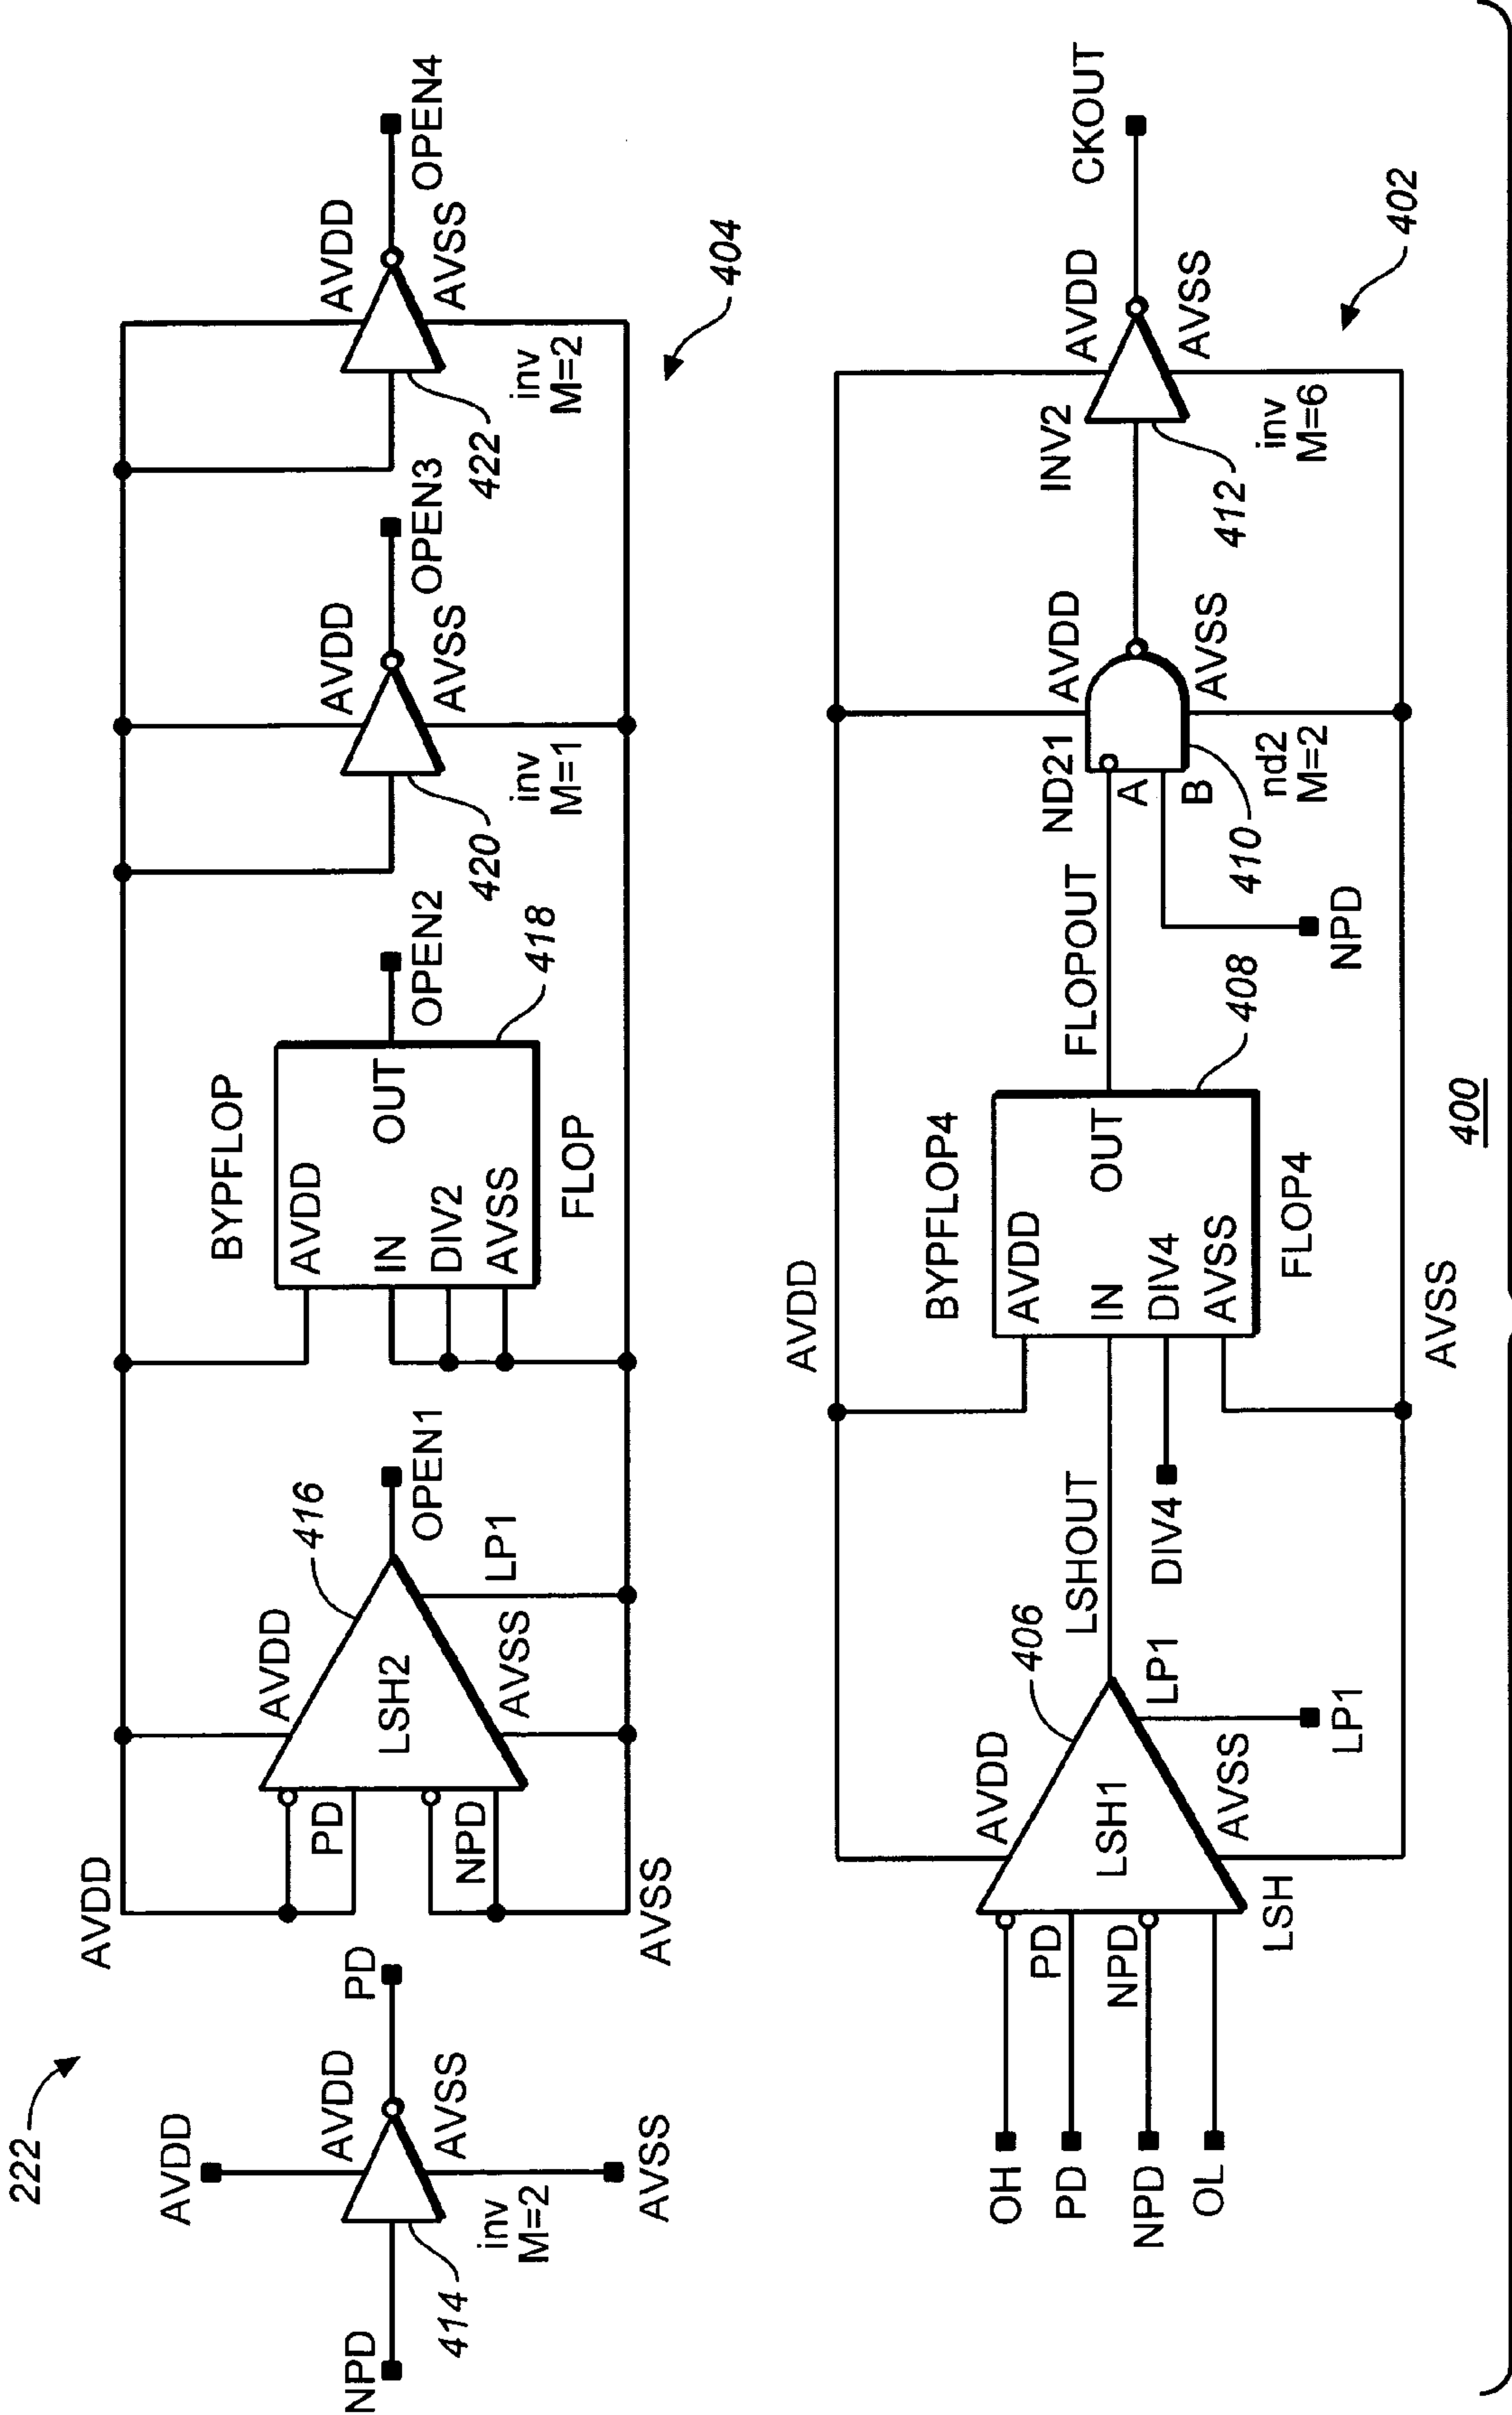 222
AVDD
NPD
AVDD
AVSS
PD
414
inv
M=2
AVSS
AVDD
PD
NPD
LSH2
AVDD
AVSS
416
LP1
OPEN1
AVSS
BYPFLOP
AVDD
IN
DIV2
AVSS
OUT
FLOP
418
OPEN2
420
inv
M=1
AVDD
AVSS
OPEN3
422
inv
M=2
AVDD
AVSS
OPEN4
404
OH
PD
NPD
OL
PD
NPD
LSH1
LSH
AVDD
AVSS
406
LP1
LP1
LSHOUT
DIV4
AVDD
AVSS
BYPFLOP4
AVDD
IN
DIV4
AVSS
OUT
FLOP4
408
FLOPOUT
NPD
ND21
A
B
410
nd2
M=2
AVDD
AVSS
INV2
412
inv
M=6
AVDD
AVSS
CKOUT
402
400